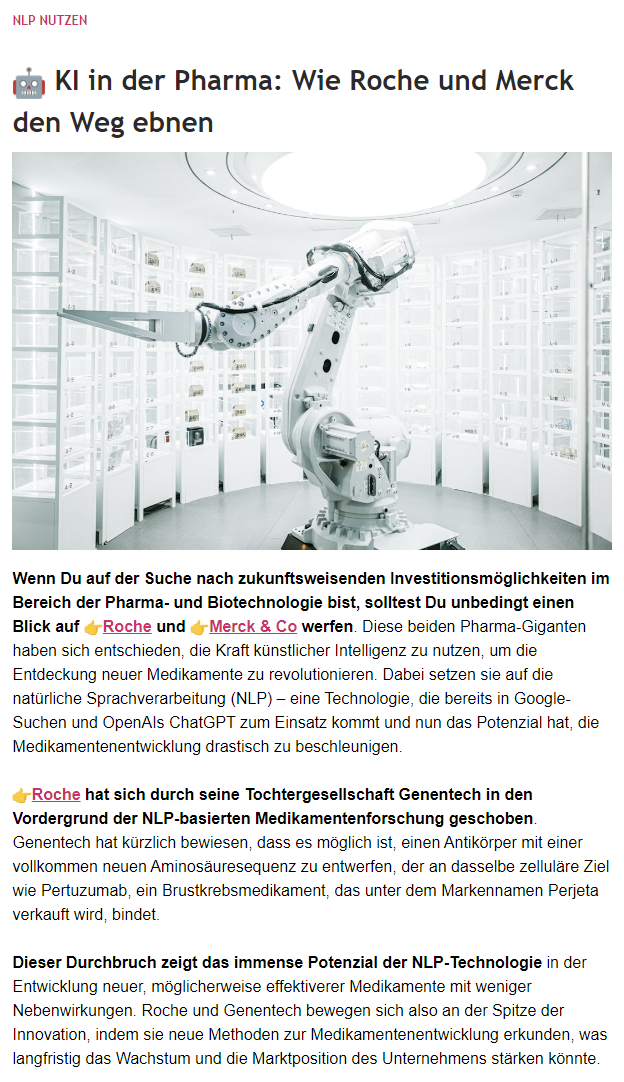 NLP NUTZEN
🤖 KI in der Pharma: Wie Roche und Merck
den Weg ebnen
Wenn Du auf der Suche nach zukunftsweisenden Investitionsmöglichkeiten im
Bereich der Pharma- und Biotechnologie bist, solltest Du unbedingt einen
Blick auf 👉Roche und 👉Merck & Co werfen. Diese beiden Pharma-Giganten
haben sich entschieden, die Kraft künstlicher Intelligenz zu nutzen, um die
Entdeckung neuer Medikamente zu revolutionieren. Dabei setzen sie auf die
natürliche Sprachverarbeitung (NLP) – eine Technologie, die bereits in Google-
Suchen und OpenAIs ChatGPT zum Einsatz kommt und nun das Potenzial hat, die
Medikamentenentwicklung drastisch zu beschleunigen.
👉Roche hat sich durch seine Tochtergesellschaft Genentech in den
Vordergrund der NLP-basierten Medikamentenforschung geschoben.
Genentech hat kürzlich bewiesen, dass es möglich ist, einen Antikörper mit einer
vollkommen neuen Aminosäuresequenz zu entwerfen, der an dasselbe zelluläre Ziel
wie Pertuzumab, ein Brustkrebsmedikament, das unter dem Markennamen Perjeta
verkauft wird, bindet.
Dieser Durchbruch zeigt das immense Potenzial der NLP-Technologie in der
Entwicklung neuer, möglicherweise effektiverer Medikamente mit weniger
Nebenwirkungen. Roche und Genentech bewegen sich also an der Spitze der
Innovation, indem sie neue Methoden zur Medikamentenentwicklung erkunden, was
langfristig das Wachstum und die Marktposition des Unternehmens stärken könnte.